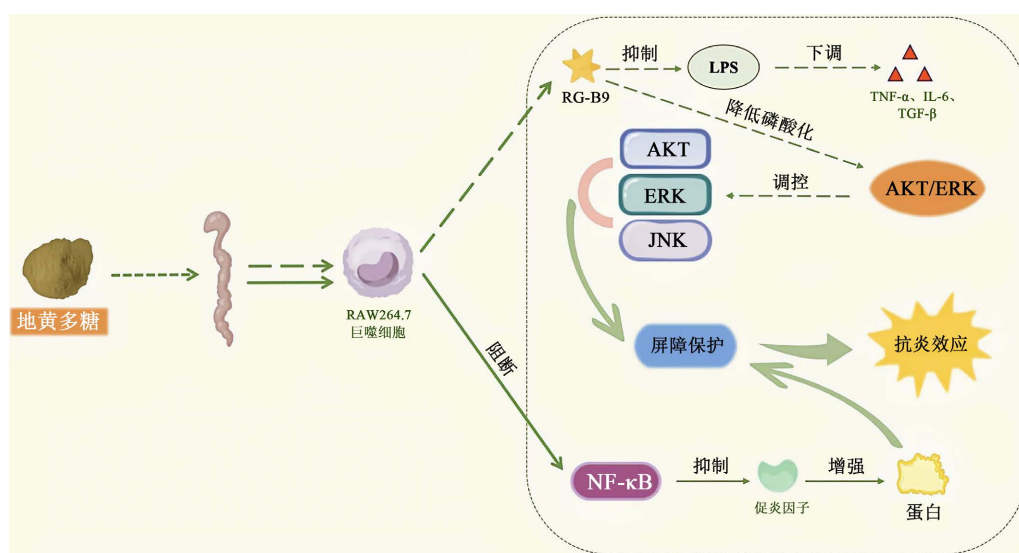 抑制
LPS
下调
RG-B9
TNF-α、IL-6、
TGF-β
降低磷酸化
AKT
ERK
JNK
调控
AKT/ERK
地黄多糖
RAW264.7
巨噬细胞
阻断
屏障保护
抗炎效应
NF-κB
抑制
促炎因子
增强
蛋白